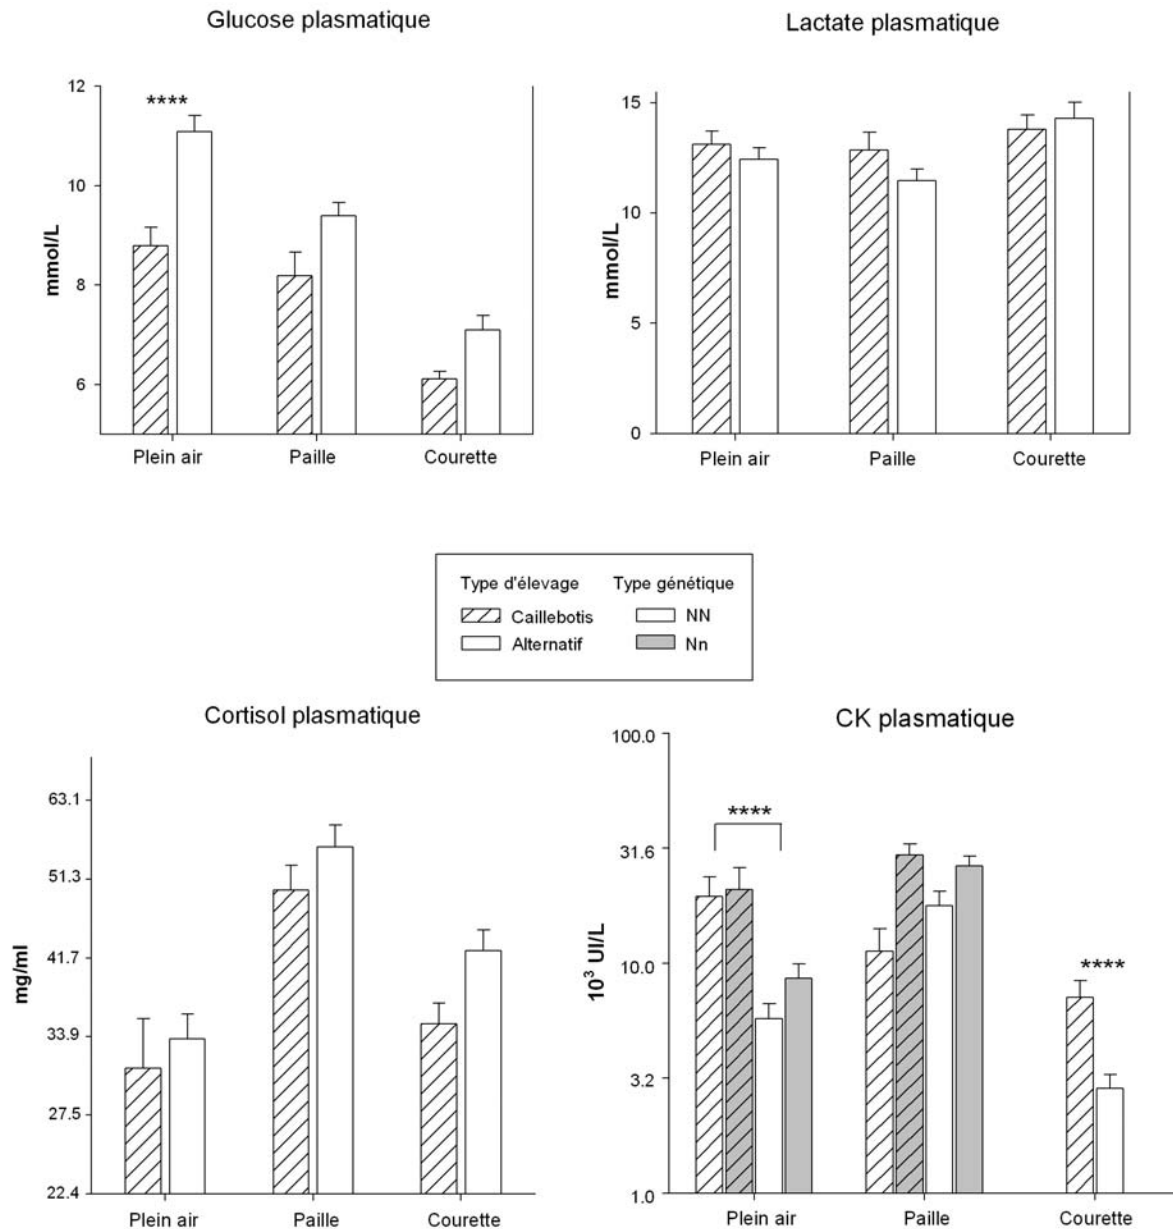 Glucose plasmatique
12
10
8
6
mmol/L
****
Plein air
Paille
Courette
Lactate plasmatique
15
10
5
0
mmol/L
Plein air
Paille
Courette
Type d'élevage Type génétique
Caillebotis NN
Alternatif Nn
Cortisol plasmatique
63.1
51.3
41.7
33.9
27.5
22.4
mg/ml
Plein air
Paille
Courette
CK plasmatique
100.0
31.6
10.0
3.2
1.0
10³ UI/L
****
****
Plein air
Paille
Courette